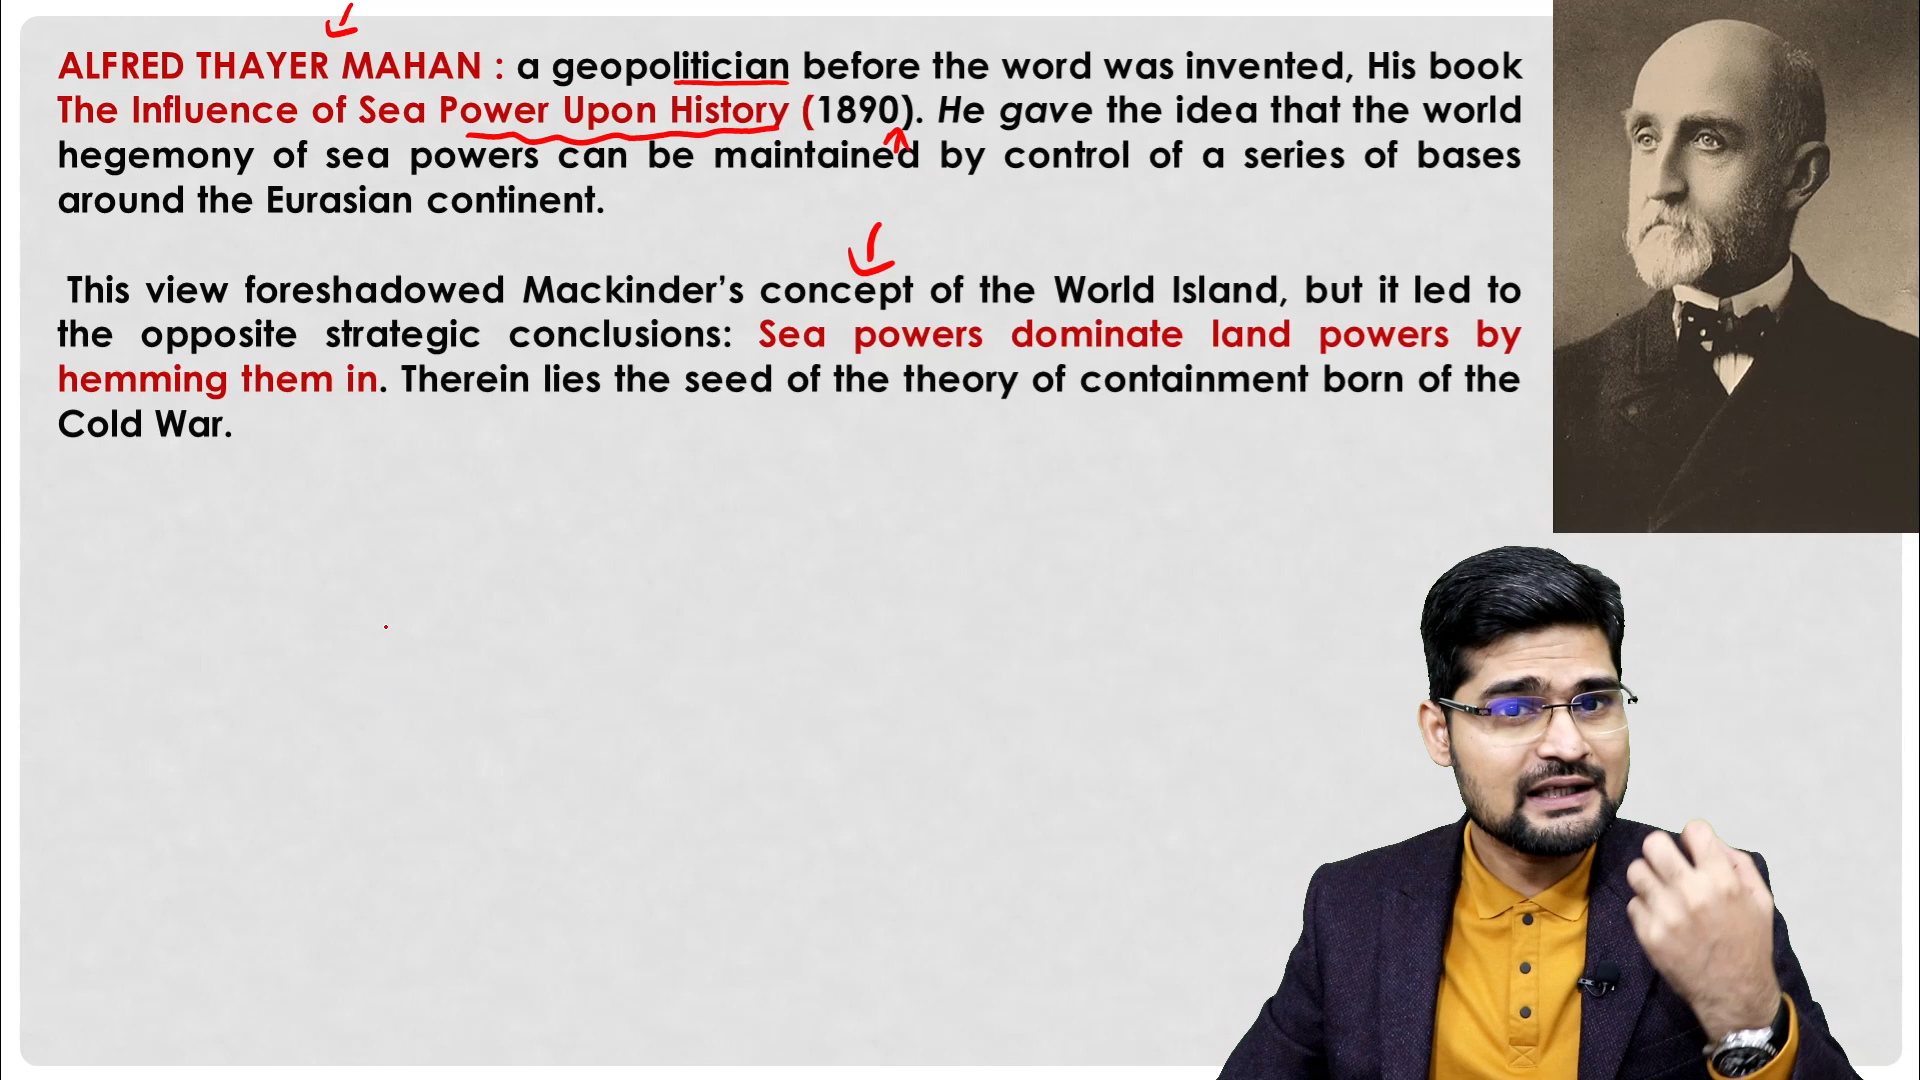 ALFRED THAYER MAHAN : a geopolitician before the word was invented, His book
The Influence of Sea Power Upon History (1890). He gave the idea that the world
hegemony of sea powers can be maintained by control of a series of bases
around the Eurasian continent.
This view foreshadowed Mackinder’s concept of the World Island, but it led to
the opposite strategic conclusions: Sea powers dominate land powers by
hemming them in. Therein lies the seed of the theory of containment born of the
Cold War.